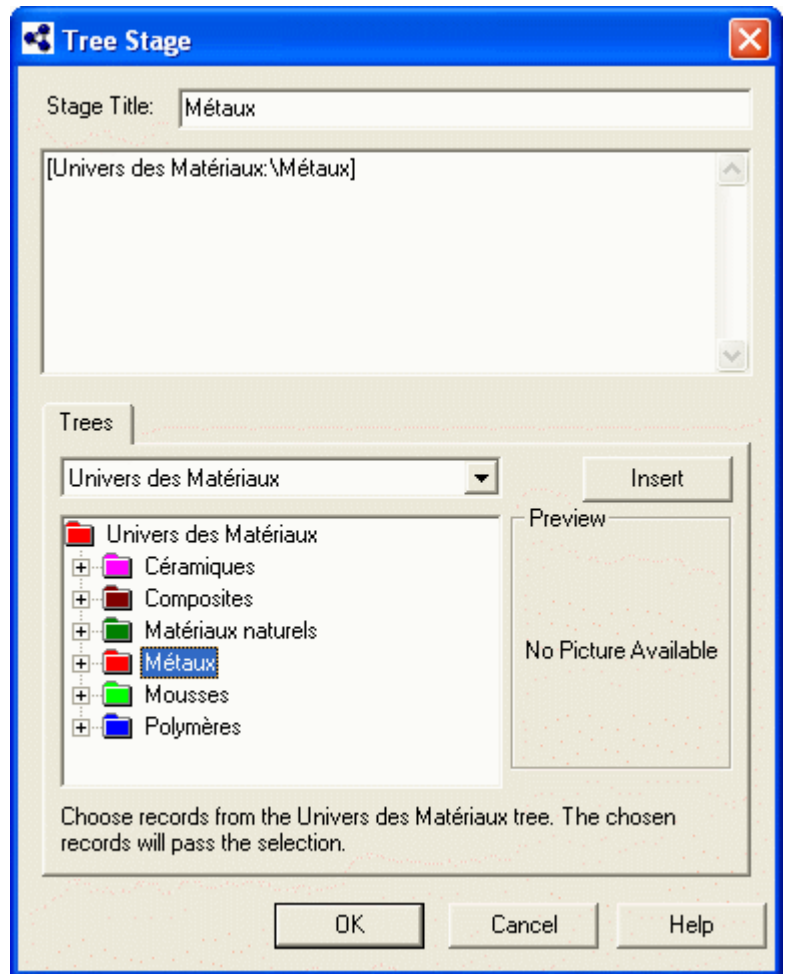 Tree Stage
Stage Title: Métaux
[Univers des Matériaux:\Métaux]
Trees
Univers des Matériaux
Insert
Univers des Matériaux
Céramiques
Composites
Matériaux naturels
Métaux
Mousses
Polymères
Preview
No Picture Available
Choose records from the Univers des Matériaux tree. The chosen
records will pass the selection.
OK Cancel Help